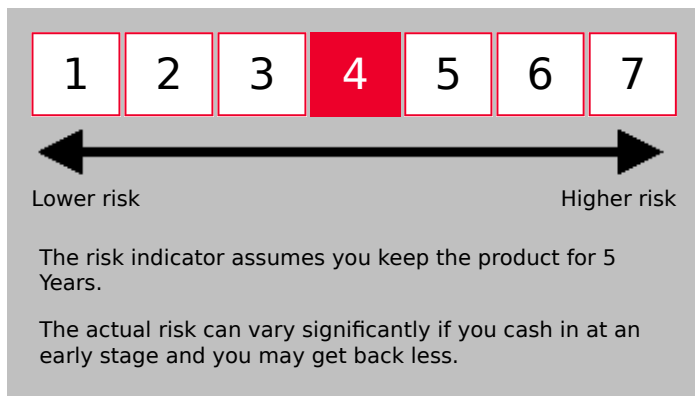 1 2 3 4 5 6 7
Lower risk Higher risk
The risk indicator assumes you keep the product for 5
Years.
The actual risk can vary significantly if you cash in at an
early stage and you may get back less.